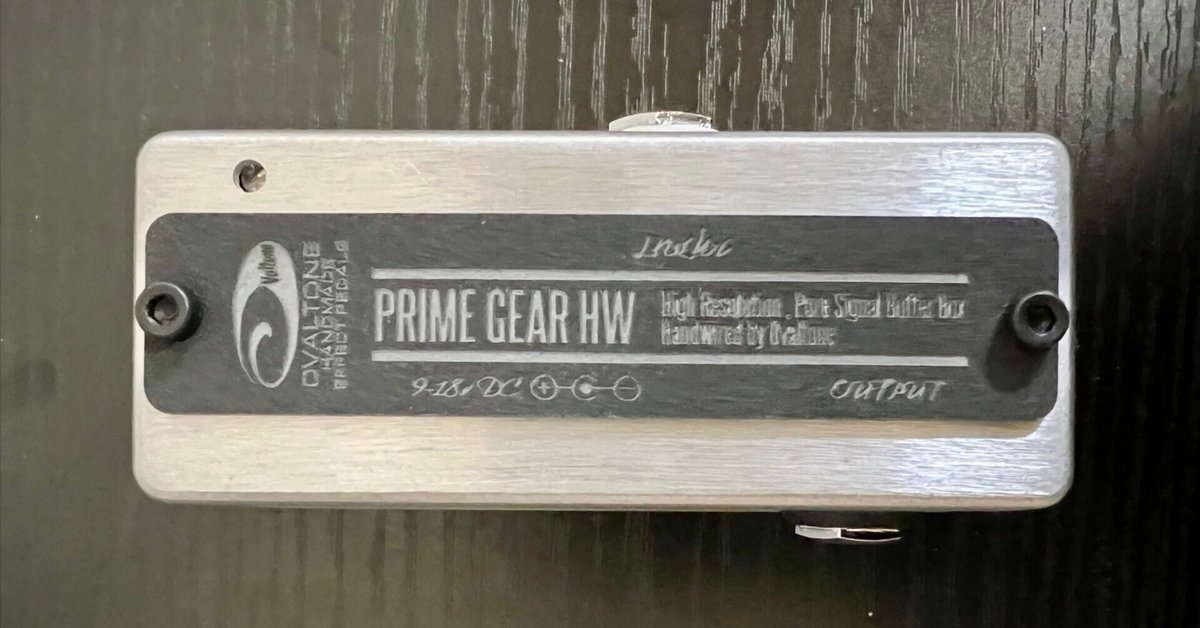 Voltone
OVALTONE
HANDMADE
EFFECT PEDALS
PRIME GEAR HW
High Resolution, Pure Signal Buffer Box
Handwired by Ovaltone
9-18v DC
OUTPUT